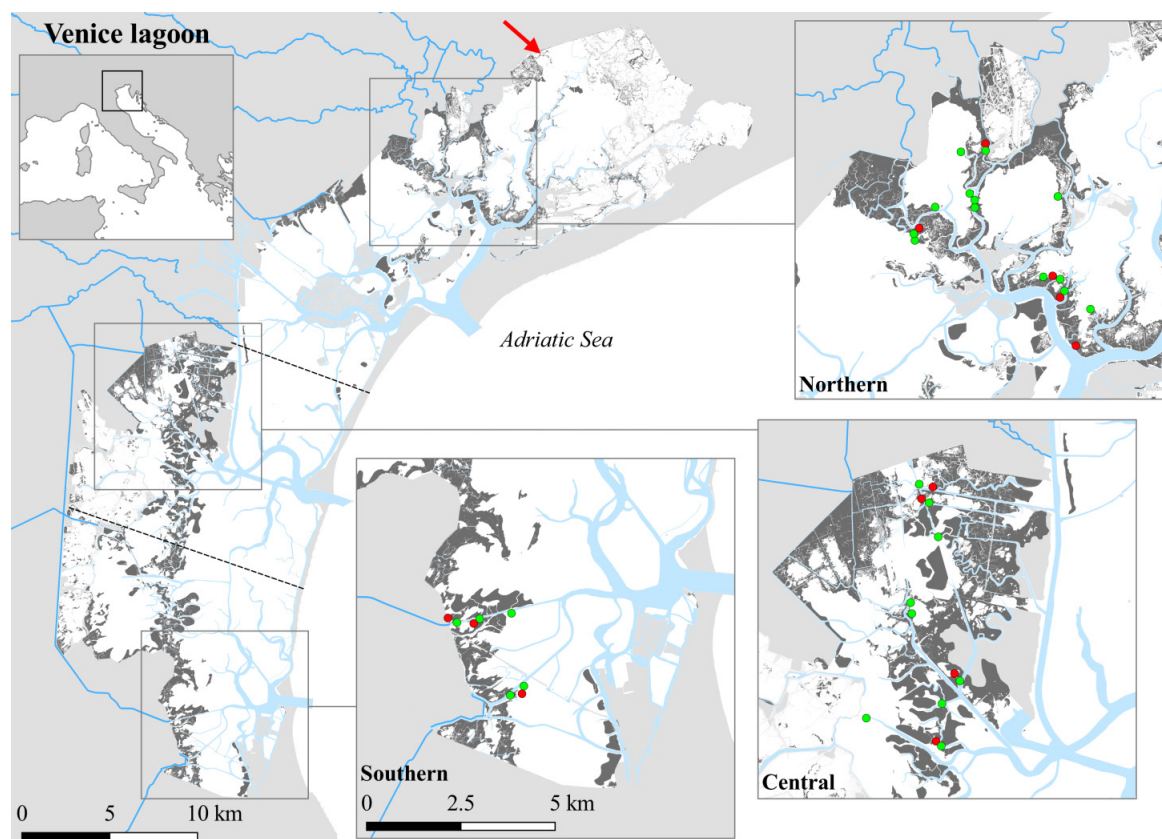 Venice lagoon
Adriatic Sea
Northern
Southern
Central
0 5 10 km
0 2.5 5 km